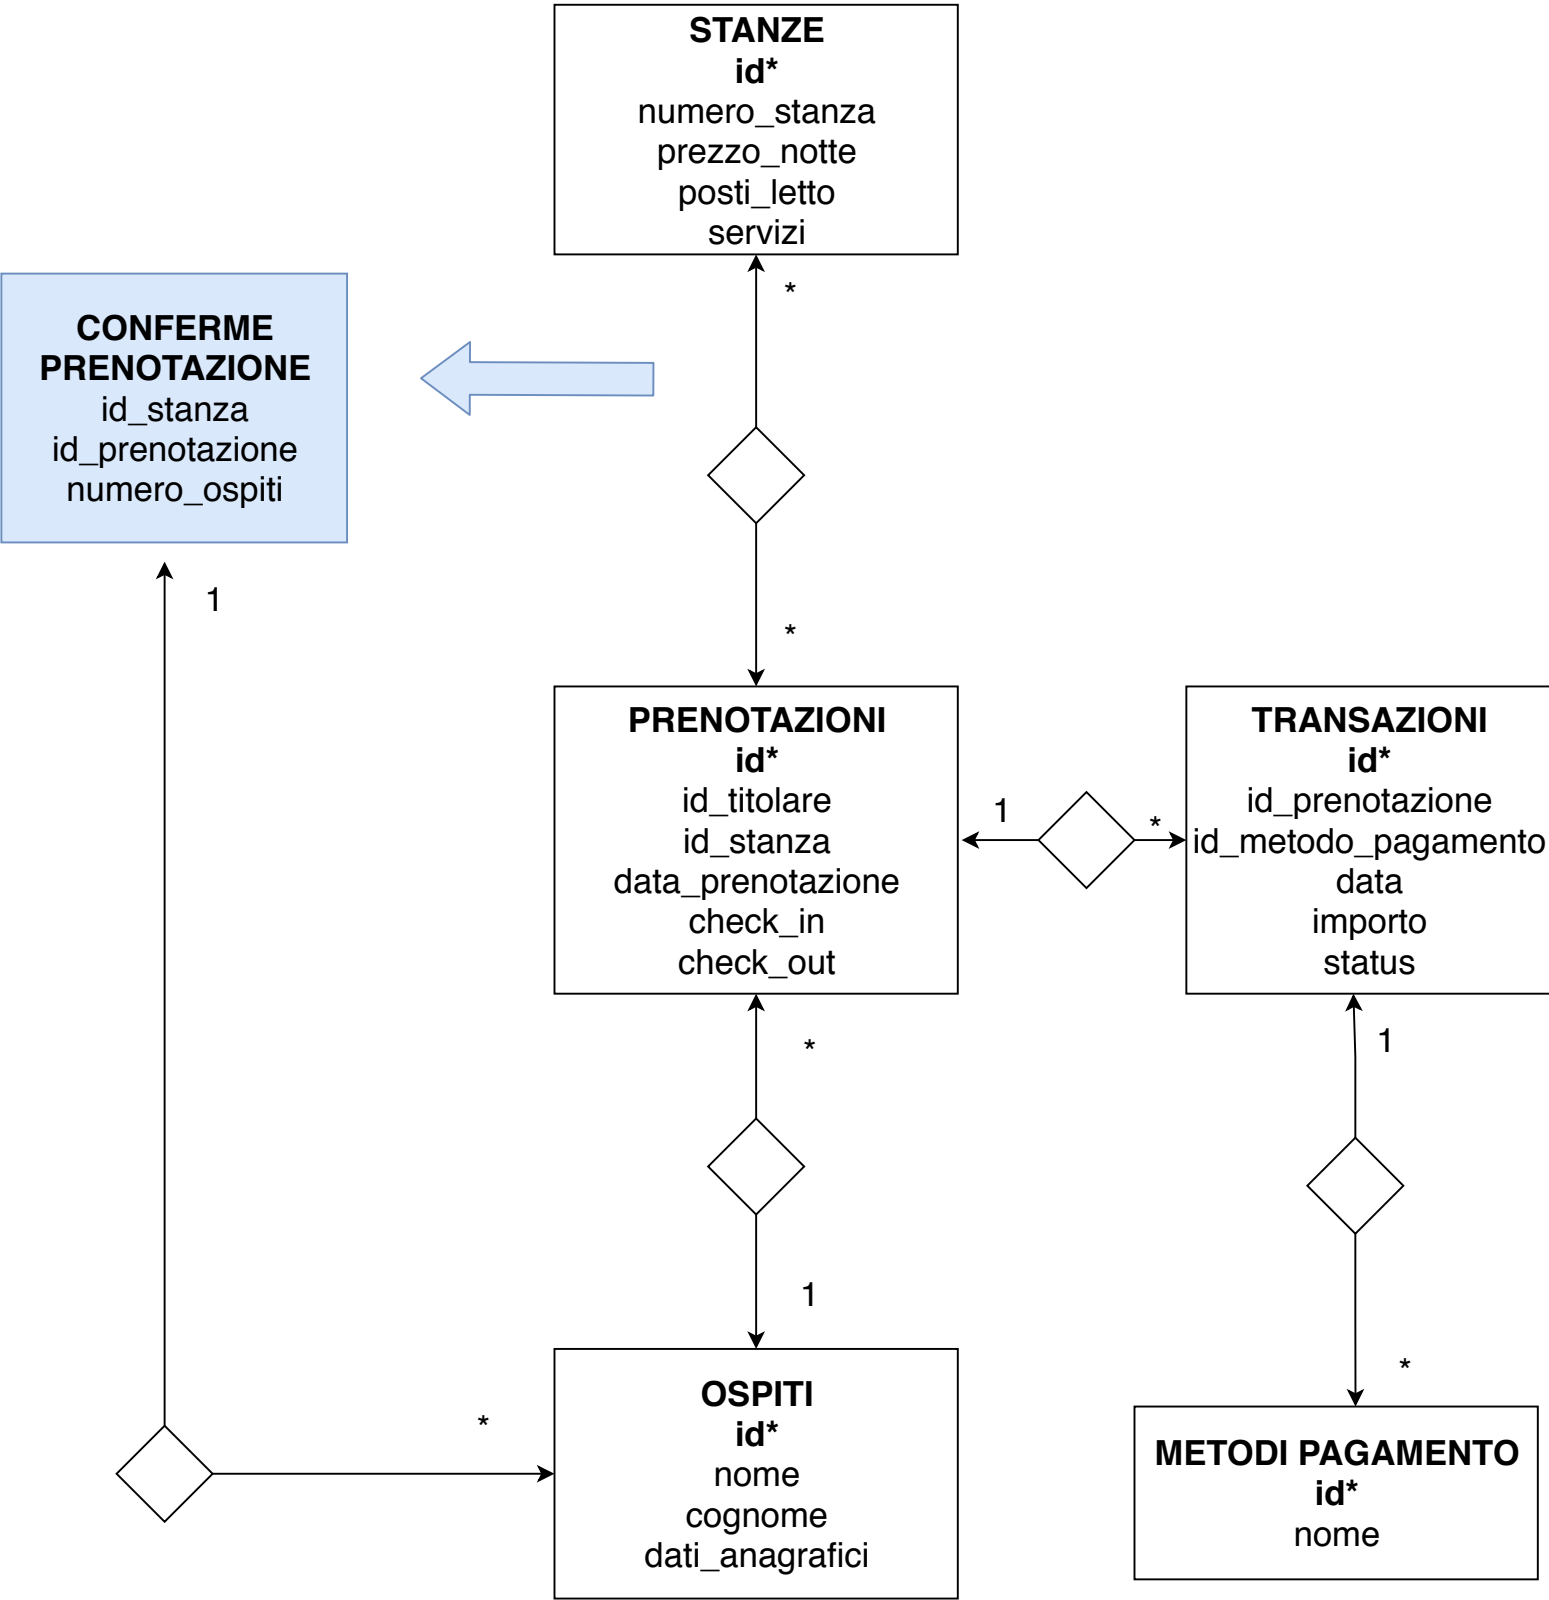 STANZE
id*
numero_stanza
prezzo_notte
posti_letto
servizi
*
CONFERME
PRENOTAZIONE
id_stanza
id_prenotazione
numero_ospiti
1
*
PRENOTAZIONI
id*
id_titolare
id_stanza
data_prenotazione
check_in
check_out
1
*
TRANSAZIONI
id*
id_prenotazione
id_metodo_pagamento
data
importo
status
*
1
1
*
*
OSPITI
id*
nome
cognome
dati_anagrafici
METODI PAGAMENTO
id*
nome